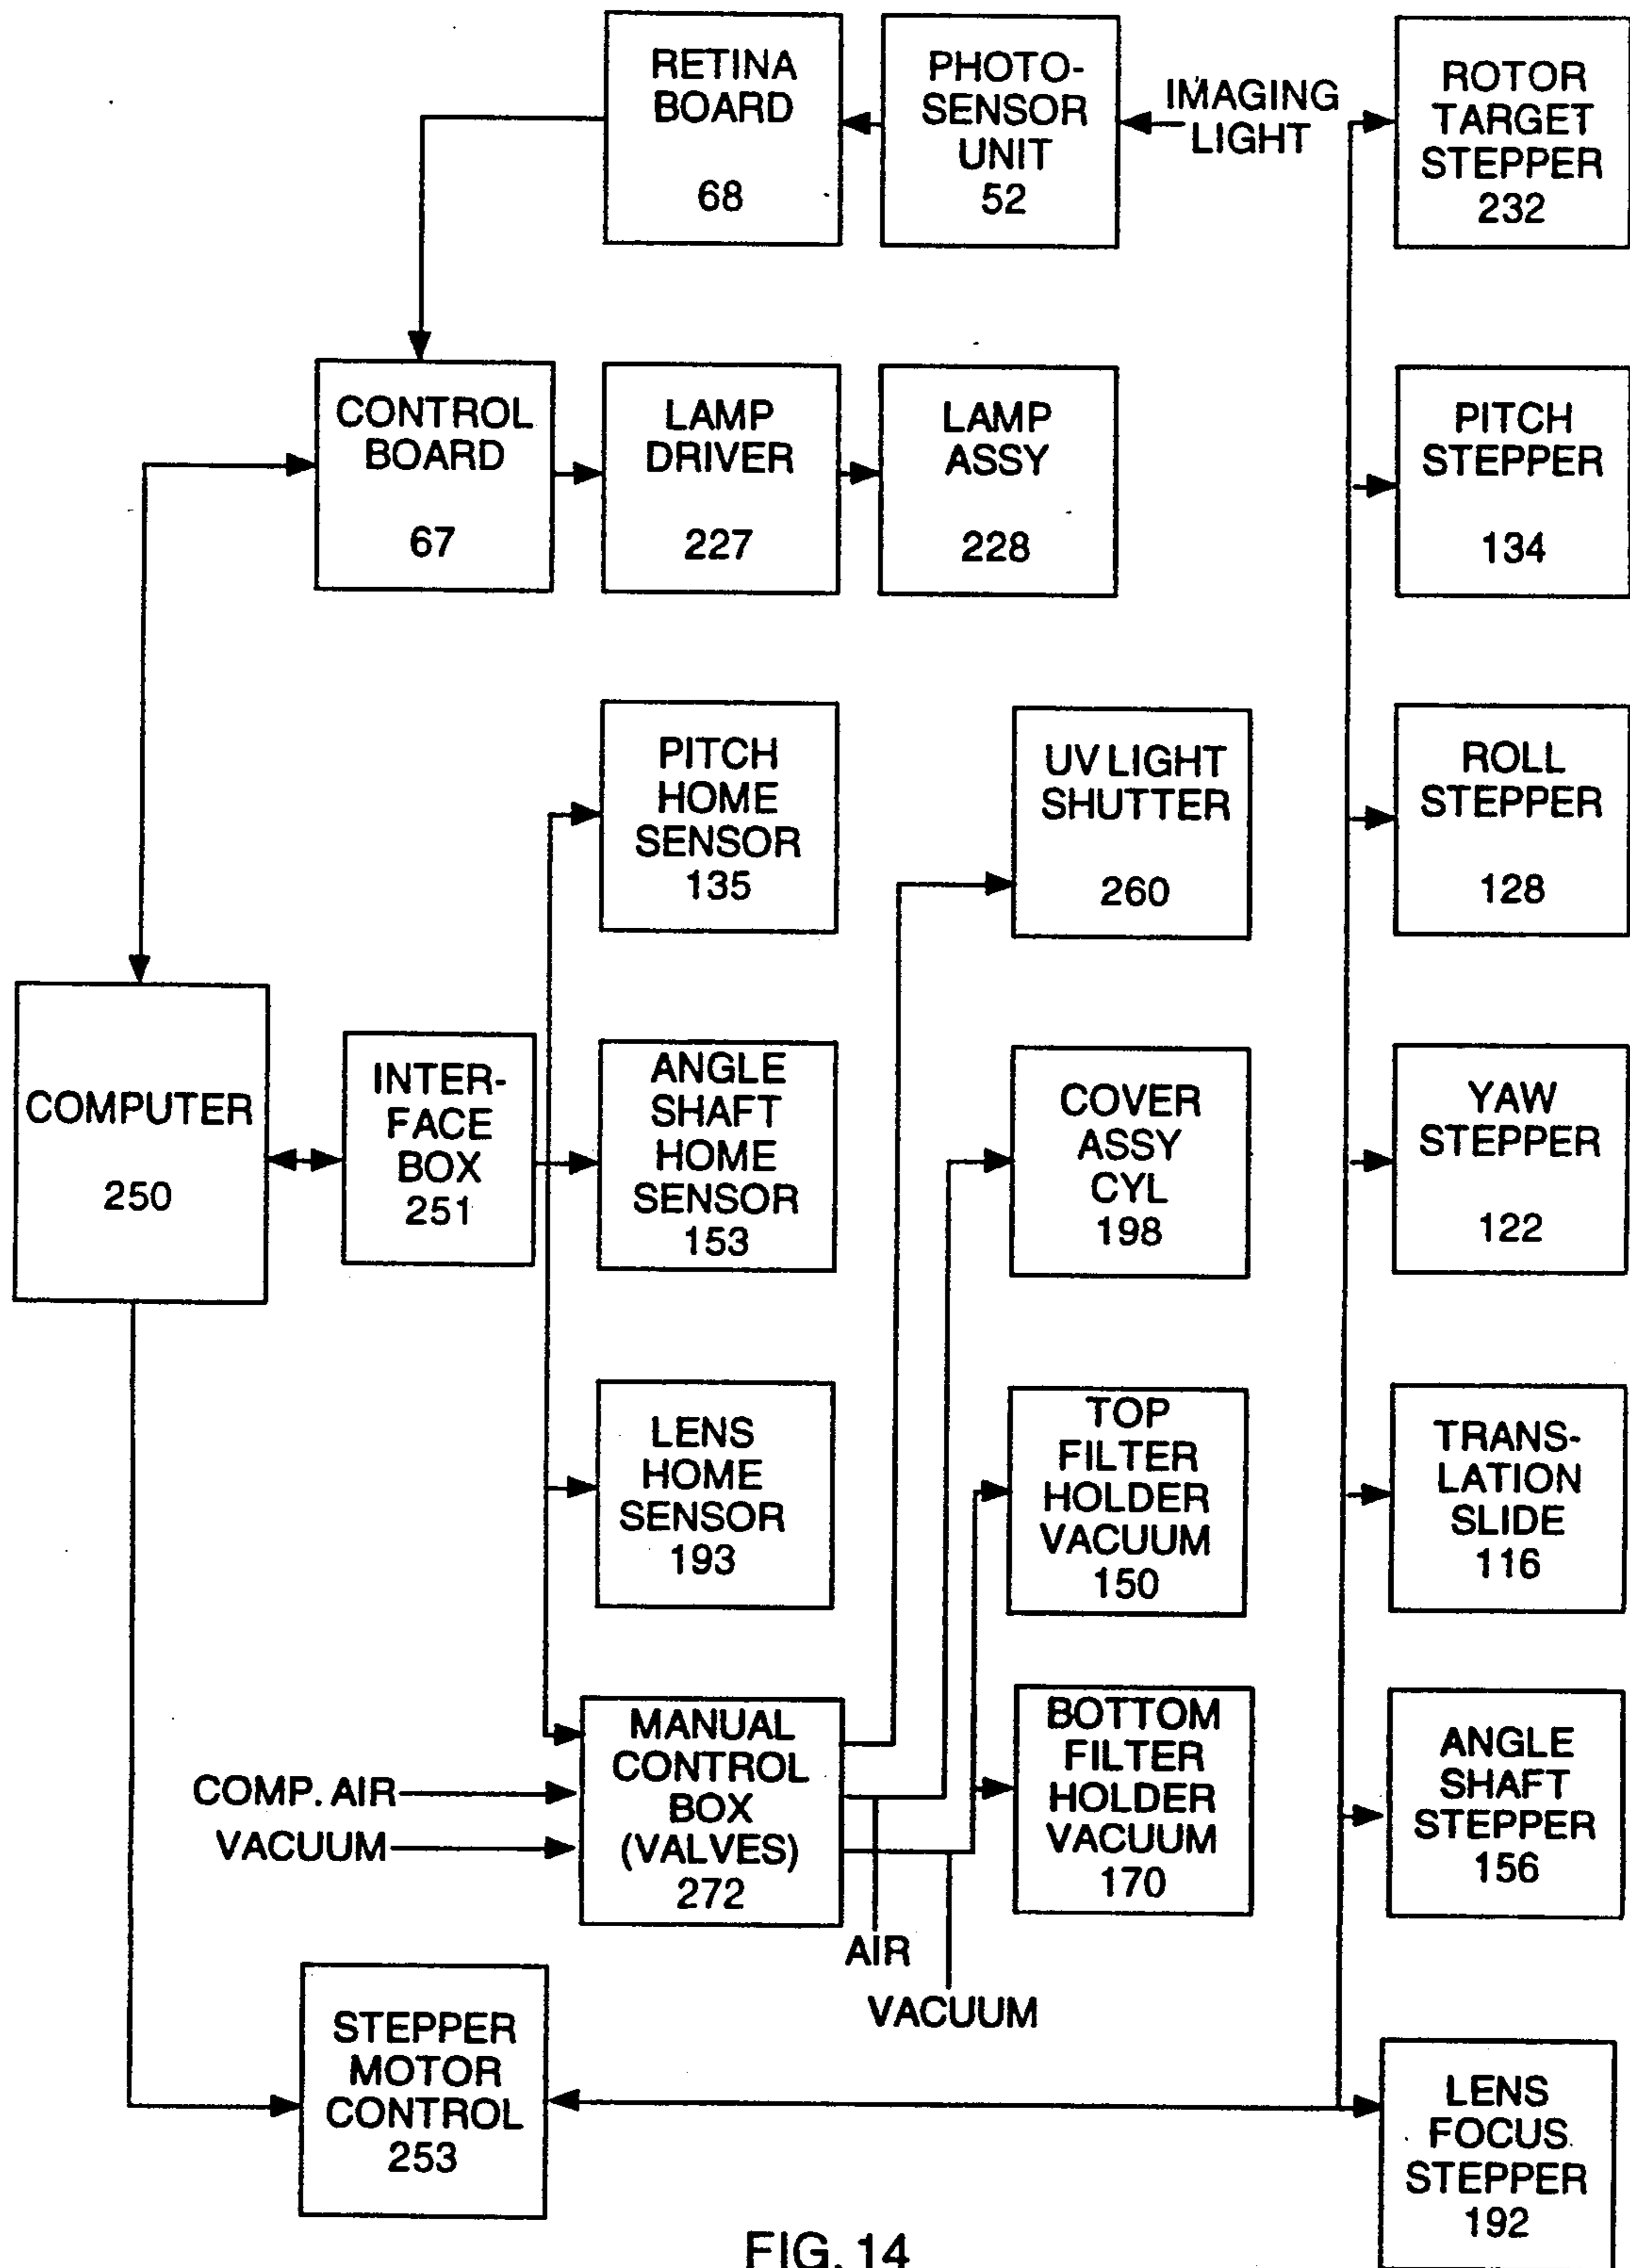 RETINA
BOARD
68
PHOTO-
SENSOR
UNIT
52
IMAGING
LIGHT
ROTOR
TARGET
STEPPER
232
CONTROL
BOARD
67
LAMP
DRIVER
227
LAMP
ASSY
228
PITCH
STEPPER
134
PITCH
HOME
SENSOR
135
UV LIGHT
SHUTTER
260
ROLL
STEPPER
128
COMPUTER
250
INTER-
FACE
BOX
251
ANGLE
SHAFT
HOME
SENSOR
153
COVER
ASSY
CYL
198
YAW
STEPPER
122
LENS
HOME
SENSOR
193
TOP
FILTER
HOLDER
VACUUM
150
TRANS-
LATION
SLIDE
116
COMP. AIR
VACUUM
MANUAL
CONTROL
BOX
(VALVES)
272
BOTTOM
FILTER
HOLDER
VACUUM
170
ANGLE
SHAFT
STEPPER
156
AIR
VACUUM
STEPPER
MOTOR
CONTROL
253
LENS
FOCUS
STEPPER
192
FIG. 14